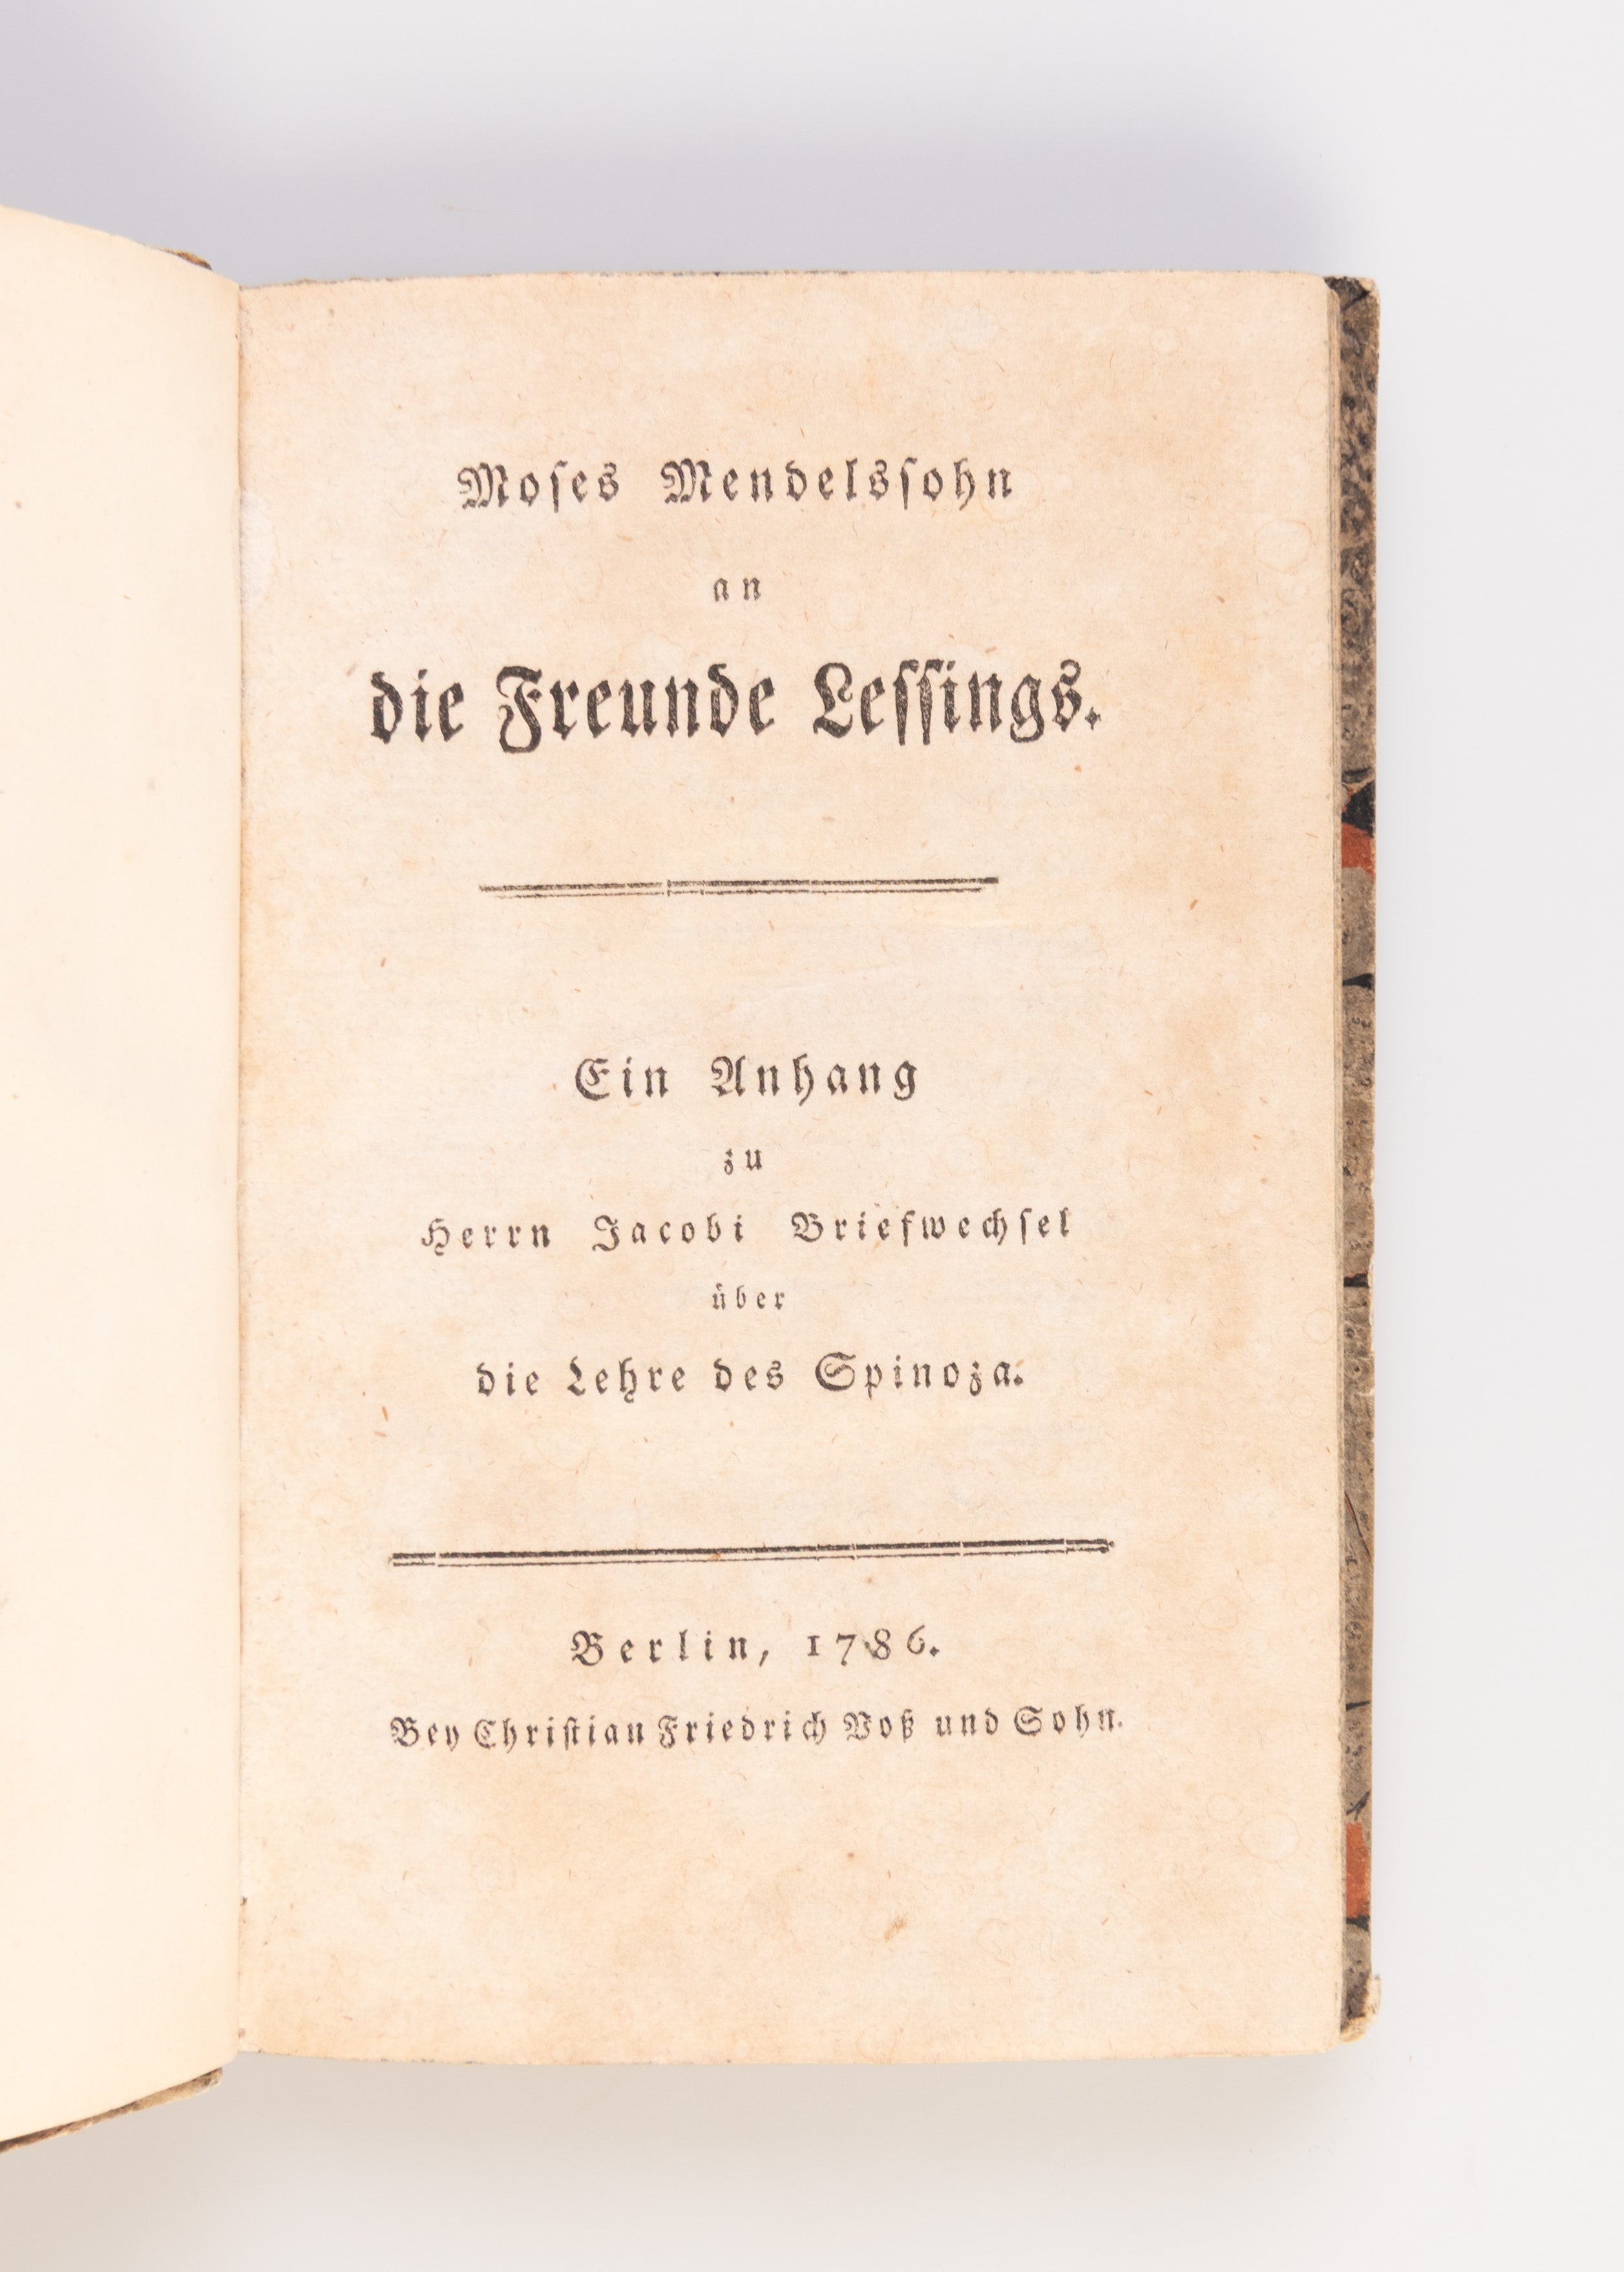 Moſes Mendelsſohn
an
die Freunde Leſſings.
Ein Anhang
zu
Herrn Jacobi Briefwechſel
über
die Lehre des Spinoza.
Berlin, 1786.
Bey Chriſtian Friedrich Voß und Sohn.